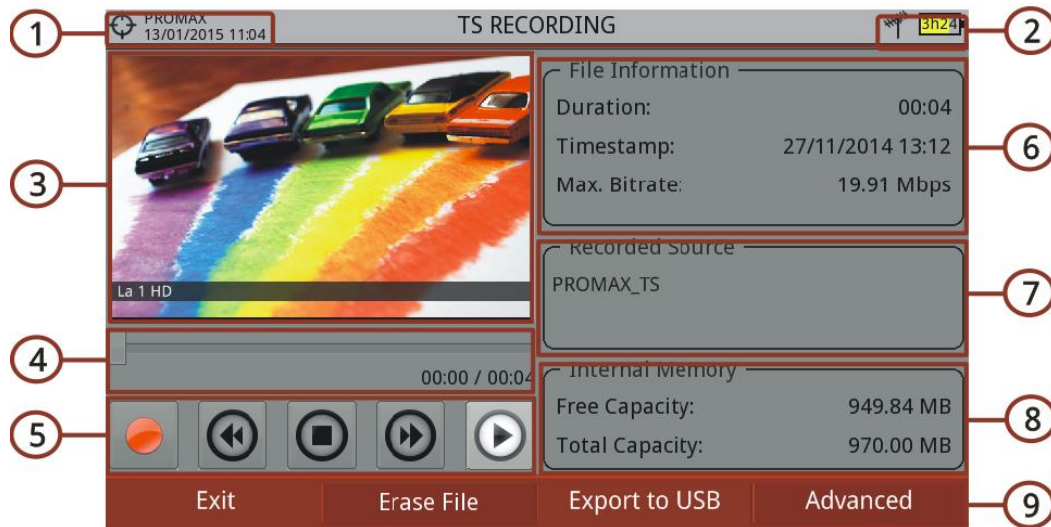 1
PROMAX
13/01/2015 11:04
TS RECORDING
3h24
2
3
La 1 HD
File Information
Duration: 00:04
Timestamp: 27/11/2014 13:12
Max. Bitrate: 19.91 Mbps
6
Recorded Source
PROMAX_TS
7
4
00:00 / 00:04
Internal Memory
Free Capacity: 949.84 MB
Total Capacity: 970.00 MB
8
5
Exit
Erase File
Export to USB
Advanced
9